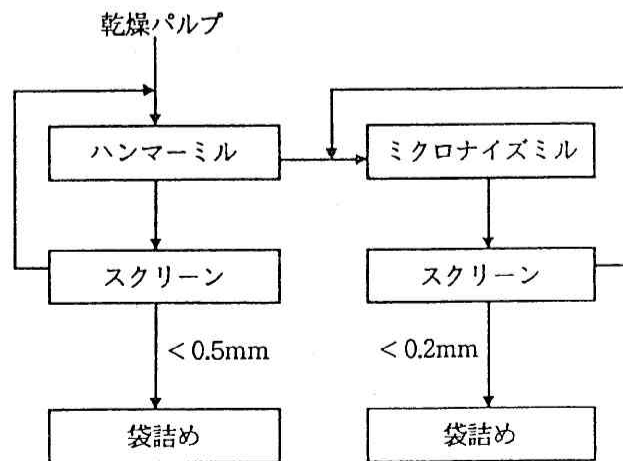 乾燥パルプ
ハンマーミル
ミクロナイズミル
スクリーン
スクリーン
＜0.5mm
＜0.2mm
袋詰め
袋詰め